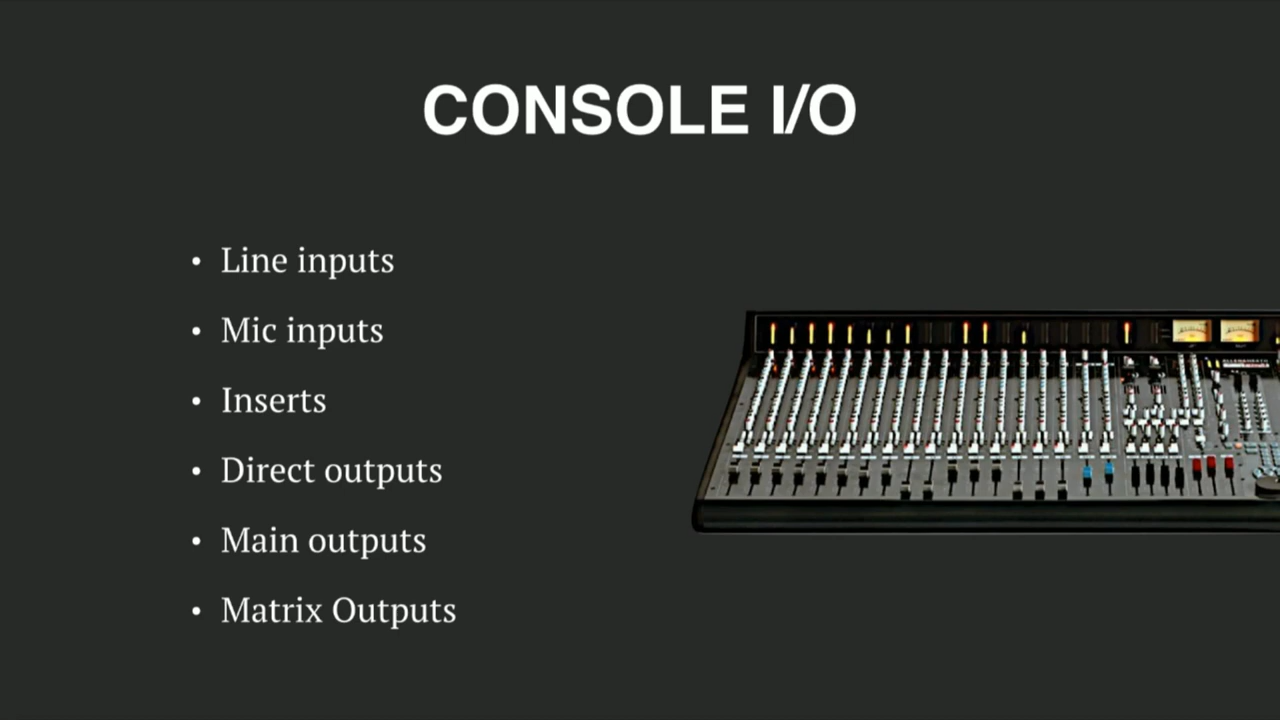 CONSOLE I/O
• Line inputs
• Mic inputs
• Inserts
• Direct outputs
• Main outputs
• Matrix Outputs